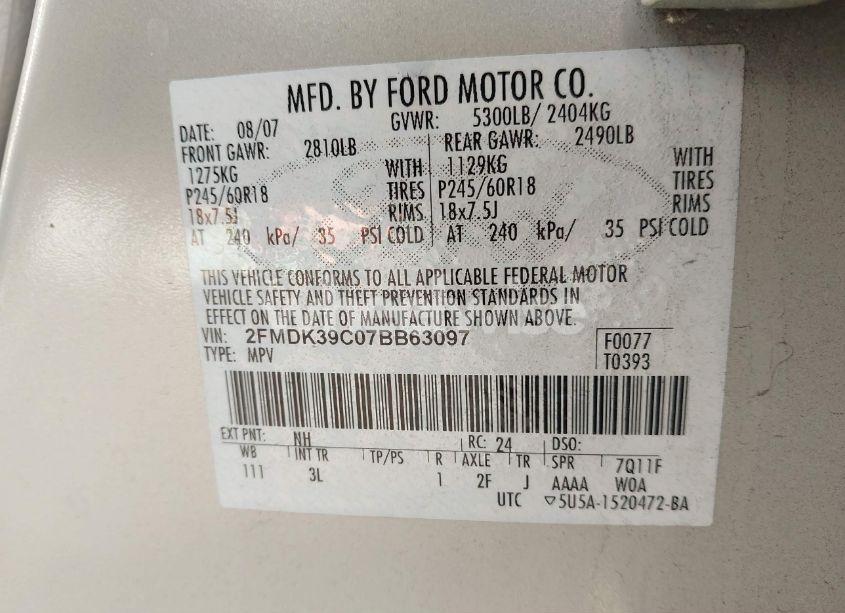 MFD. BY FORD MOTOR CO.
DATE: 08/07 GVWR: 5300LB/ 2404KG
FRONT GAWR: 2810LB REAR GAWR: 2490LB
1275KG WITH 1129KG WITH
P245/60R18 TIRES P245/60R18 TIRES
18x7.5J RIMS 18x7.5J RIMS
AT 240 kPa/ 35 PSI COLD AT 240 kPa/ 35 PSI COLD
THIS VEHICLE CONFORMS TO ALL APPLICABLE FEDERAL MOTOR
VEHICLE SAFETY AND THEFT PREVENTION STANDARDS IN
EFFECT ON THE DATE OF MANUFACTURE SHOWN ABOVE.
VIN: 2FMDK39C07BB63097 F0077
TYPE: MPV T0393
EXT PNT: NH RC: 24 DSO:
WB INT TR TP/PS R AXLE TR SPR 7Q11F
111 3L 1 2F J AAAA WOA
UTC ▽5U5A-1520472-BA